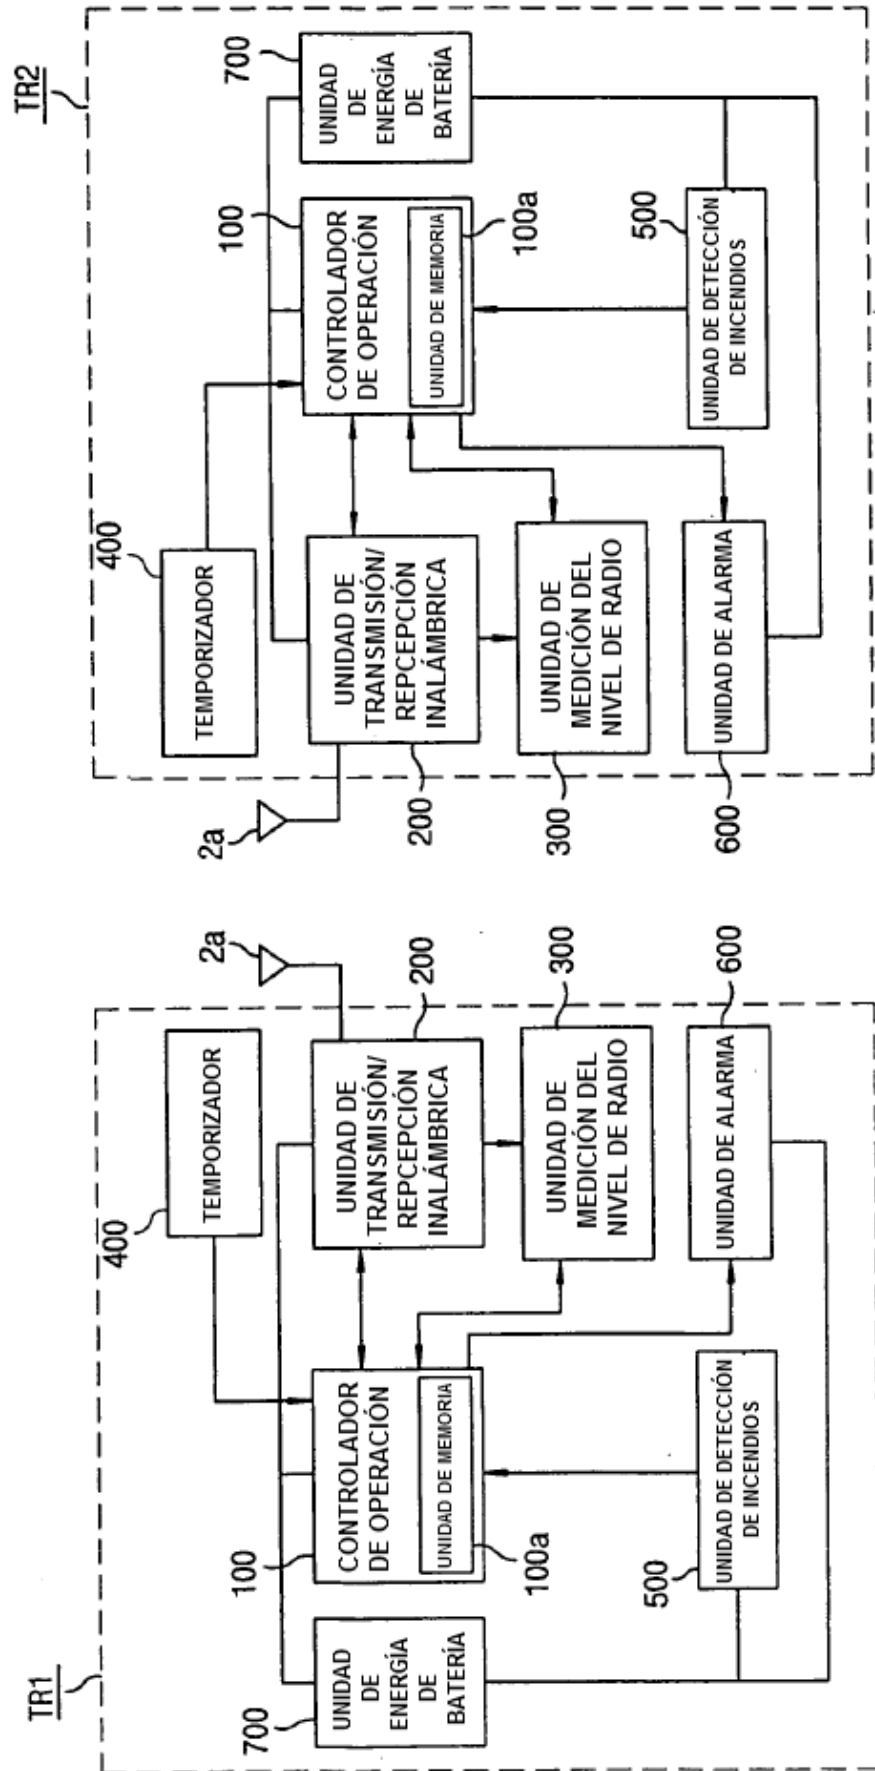 TR1
700
UNIDAD
DE
ENERGÍA
DE
BATERÍA
100
CONTROLADOR
DE OPERACIÓN
UNIDAD DE MEMORIA
100a
400
TEMPORIZADOR
2a
UNIDAD DE
TRANSMISIÓN/
REPCEPCIÓN
INALÁMBRICA
200
UNIDAD DE
MEDICIÓN DEL
NIVEL DE RADIO
300
500
UNIDAD DE DETECCIÓN
DE INCENDIOS
UNIDAD DE ALARMA
600
TR2
400
TEMPORIZADOR
2a
UNIDAD DE
TRANSMISIÓN/
REPCEPCIÓN
INALÁMBRICA
200
100
CONTROLADOR
DE OPERACIÓN
UNIDAD DE MEMORIA
100a
700
UNIDAD
DE
ENERGÍA
DE
BATERÍA
UNIDAD DE
MEDICIÓN DEL
NIVEL DE RADIO
300
UNIDAD DE ALARMA
600
500
UNIDAD DE DETECCIÓN
DE INCENDIOS